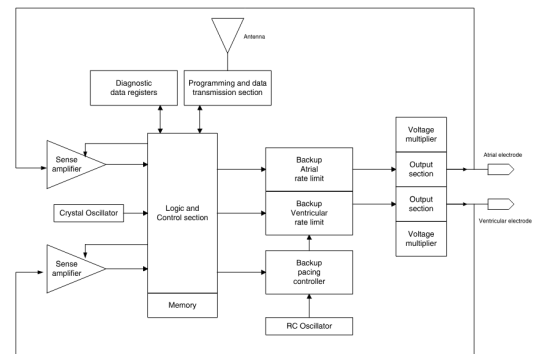 Antenna
Diagnostic
data registers
Programming and data
transmission section
Sense
amplifier
Crystal Oscillator
Sense
amplifier
Logic and
Control section
Memory
Backup
Atrial
rate limit
Backup
Ventricular
rate limit
Backup
pacing
controller
RC Oscillator
Voltage
multiplier
Output
section
Output
section
Voltage
multiplier
Atrial electrode
Ventricular electrode